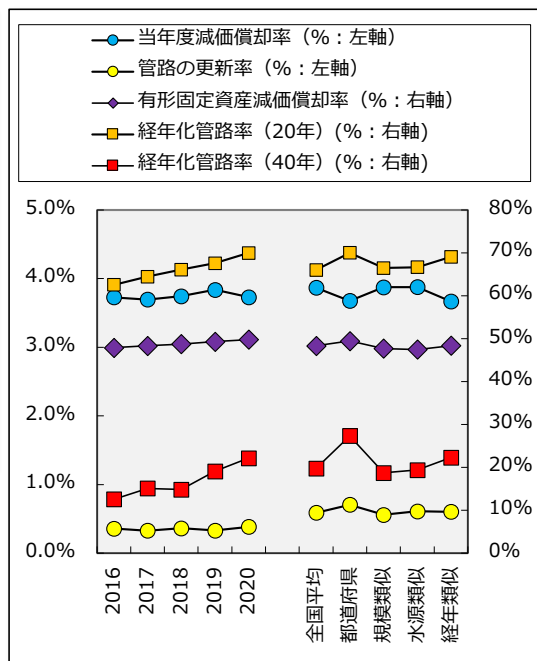 当年度減価償却率（%：左軸）
管路の更新率（%：左軸）
有形固定資産減価償却率（%：右軸）
経年化管路率（20年）(%：右軸)
経年化管路率（40年）(%：右軸)
5.0%
4.0%
3.0%
2.0%
1.0%
0.0%
80%
70%
60%
50%
40%
30%
20%
10%
0%
2016
2017
2018
2019
2020
全国平均
都道府県
規模類似
水源類似
経年類似